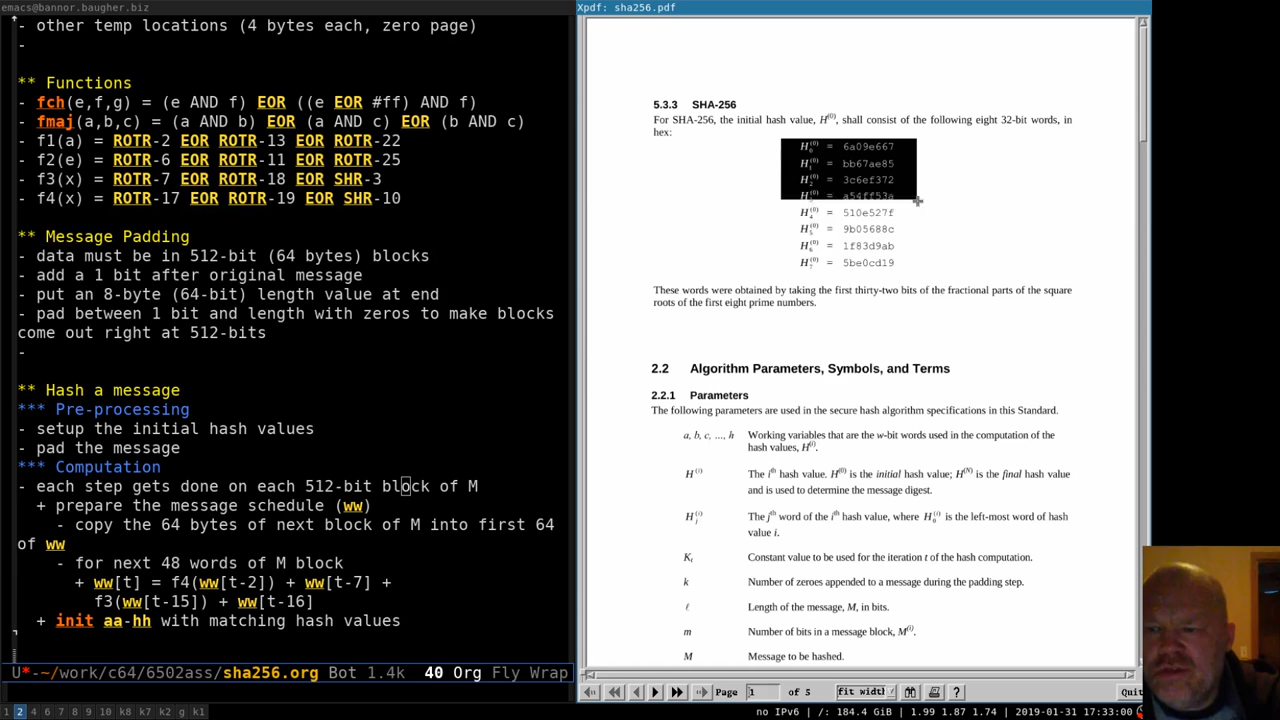 emacs@bannor.baugher.biz
- other temp locations (4 bytes each, zero page)
-
** Functions
- fch(e,f,g) = (e AND f) EOR ((e EOR #ff) AND f)
- fmaj(a,b,c) = (a AND b) EOR (a AND c) EOR (b AND c)
- f1(a) = ROTR-2 EOR ROTR-13 EOR ROTR-22
- f2(e) = ROTR-6 EOR ROTR-11 EOR ROTR-25
- f3(x) = ROTR-7 EOR ROTR-18 EOR SHR-3
- f4(x) = ROTR-17 EOR ROTR-19 EOR SHR-10
** Message Padding
- data must be in 512-bit (64 bytes) blocks
- add a 1 bit after original message
- put an 8-byte (64-bit) length value at end
- pad between 1 bit and length with zeros to make blocks
come out right at 512-bits
-
** Hash a message
*** Pre-processing
- setup the initial hash values
- pad the message
*** Computation
- each step gets done on each 512-bit block of M
+ prepare the message schedule (ww)
- copy the 64 bytes of next block of M into first 64
of ww
- for next 48 words of M block
+ ww[t] = f4(ww[t-2]) + ww[t-7] +
f3(ww[t-15]) + ww[t-16]
+ init aa-hh with matching hash values
U*-~/work/c64/6502ass/sha256.org Bot 1.4k 40 Org Fly Wrap
Xpdf: sha256.pdf
5.3.3 SHA-256
For SHA-256, the initial hash value, H(0), shall consist of the following eight 32-bit words, in
hex:
H0(0) = 6a09e667
H1(0) = bb67ae85
H2(0) = 3c6ef372
H3(0) = a54ff53a
H4(0) = 510e527f
H5(0) = 9b05688c
H6(0) = 1f83d9ab
H7(0) = 5be0cd19
These words were obtained by taking the first thirty-two bits of the fractional parts of the square
roots of the first eight prime numbers.
2.2 Algorithm Parameters, Symbols, and Terms
2.2.1 Parameters
The following parameters are used in the secure hash algorithm specifications in this Standard.
a, b, c, ..., h Working variables that are the w-bit words used in the computation of the
hash values, H(i).
H(i) The ith hash value. H(0) is the initial hash value; H(N) is the final hash value
and is used to determine the message digest.
Hj(i) The jth word of the ith hash value, where H0(i) is the left-most word of hash
value i.
Kt Constant value to be used for the iteration t of the hash computation.
k Number of zeroes appended to a message during the padding step.
ℓ Length of the message, M, in bits.
m Number of bits in a message block, M(i).
M Message to be hashed.
Page 1 of 5 fit width ? Quit
1 2 4 6 7 8 9 10 k8 k7 k2 g k1
no IPv6 | /: 184.4 GiB | 1.99 1.87 1.74 | 2019-01-31 17:33:00